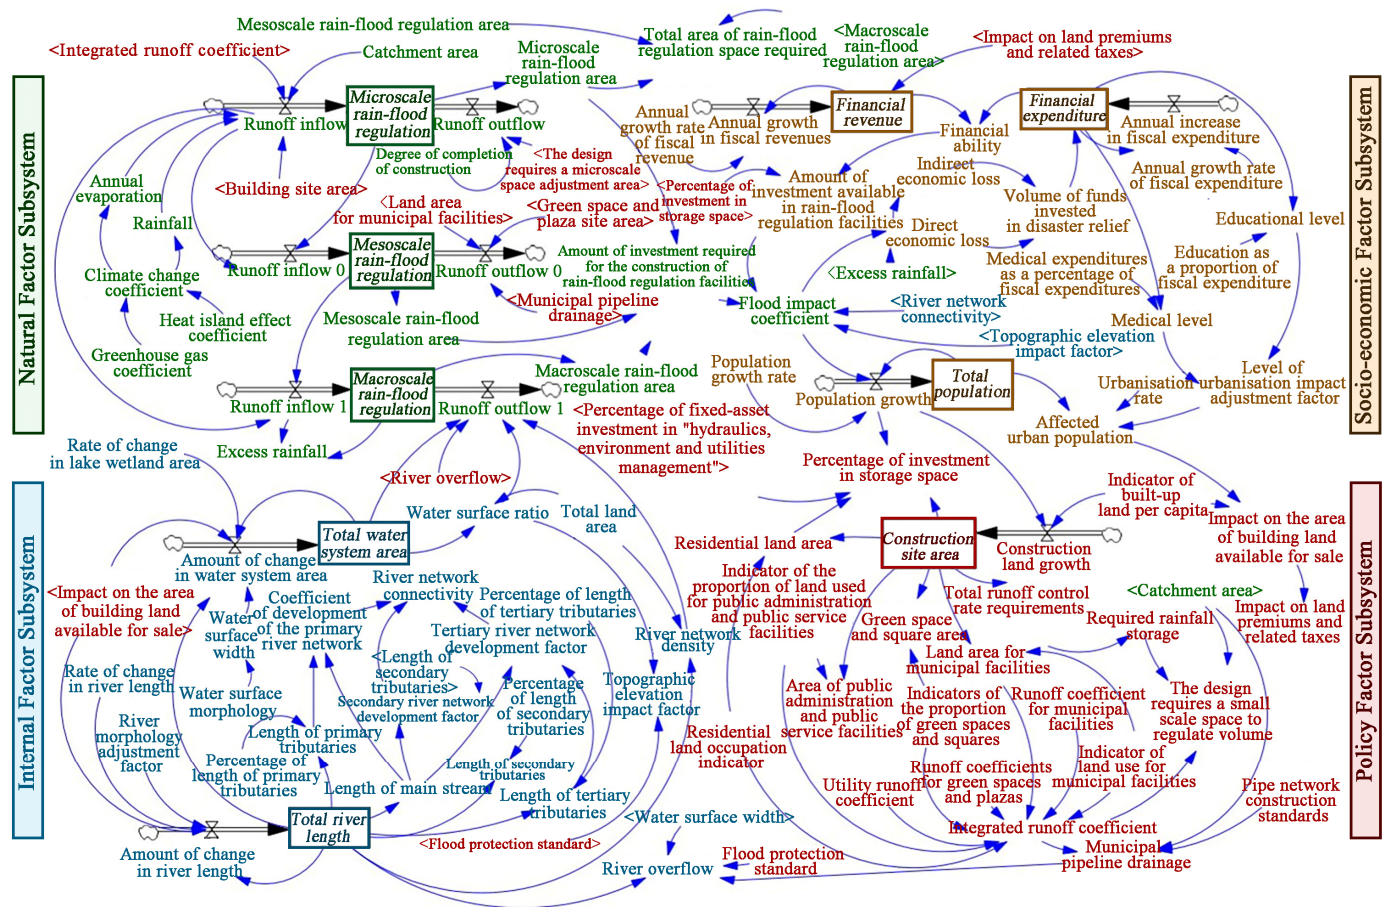 Natural Factor Subsystem
Internal Factor Subsystem
Socio-economic Factor Subsystem
Policy Factor Subsystem
Mesoscale rain-flood regulation area
<Integrated runoff coefficient>
Catchment area
Microscale
rain-flood
regulation area
Total area of rain-flood
regulation space required
<Macroscale
rain-flood
regulation area>
<Impact on land premiums
and related taxes>
Microscale
rain-flood
regulation
Runoff inflow
Runoff outflow
Degree of completion
of construction
<The design
requires a microscale
space adjustment area>
<Building site area>
Annual
evaporation
Rainfall
Climate change
coefficient
Heat island effect
coefficient
Greenhouse gas
coefficient
<Land area
for municipal facilities>
<Green space and
plaza site area>
<Percentage of
investment in
storage space>
Mesoscale
rain-flood
regulation
Runoff inflow 0
Runoff outflow 0
Amount of investment required
for the construction of
rain-flood regulation facilities
<Municipal pipeline
drainage>
Mesoscale rain-flood
regulation area
Macroscale
rain-flood
regulation
Runoff inflow 1
Runoff outflow 1
Macroscale rain-flood
regulation area
Excess rainfall
<River overflow>
<Percentage of fixed-asset
investment in "hydraulics,
environment and utilities
management">
Annual
growth rate
of fiscal
revenue
Annual growth
in fiscal revenues
Financial
revenue
Financial
ability
Financial
expenditure
Annual increase
in fiscal expenditure
Annual growth rate
of fiscal expenditure
Amount of
investment available
in rain-flood
regulation facilities
Indirect
economic loss
Direct
economic loss
Volume of funds
invested
in disaster relief
Educational level
Education as
a proportion of
fiscal expenditure
Medical expenditures
as a percentage of
fiscal expenditures
<Excess rainfall>
Flood impact
coefficient
<River network
connectivity>
<Topographic elevation
impact factor>
Medical level
Population
growth rate
Population growth
Total
population
Urbanisation
rate
Level of
urbanisation impact
adjustment factor
Affected
urban population
Rate of change
in lake wetland area
Total water
system area
Amount of change
in water system area
Water surface ratio
Total land
area
<Impact on the area
of building land
available for sale>
Water
surface
width
Coefficient
of development
of the primary
river network
River network
connectivity
Percentage of length
of tertiary tributaries
Tertiary river network
development factor
River network
density
<Length of
secondary
tributaries>
Secondary river network
development factor
Percentage
of length
of secondary
tributaries
Topographic
elevation
impact factor
Rate of change
in river length
Water surface
morphology
River
morphology
adjustment
factor
Length of primary
tributaries
Percentage of
length of primary
tributaries
Length of main stream
Length of secondary
tributaries
Length of tertiary
tributaries
Total river
length
Amount of change
in river length
<Flood protection standard>
<Water surface width>
River overflow
Percentage of investment
in storage space
Construction
site area
Construction
land growth
Indicator of
built-up
land per capita
Impact on the area
of building land
available for sale
Impact on land
premiums and
related taxes
Residential land area
Indicator of the
proportion of land used
for public administration
and public service
facilities
Total runoff control
rate requirements
<Catchment area>
Green space
and square area
Required rainfall
storage
Land area for
municipal facilities
Area of public
administration
and public
service facilities
Indicators of
the proportion
of green spaces
and squares
Runoff coefficient
for municipal
facilities
The design
requires a small
scale space to
regulate volume
Residential
land occupation
indicator
Utility runoff
coefficient
Runoff coefficients
for green spaces
and plazas
Indicator of
land use for
municipal facilities
Pipe network
construction
standards
Integrated runoff coefficient
Municipal
pipeline drainage
Flood protection
standard